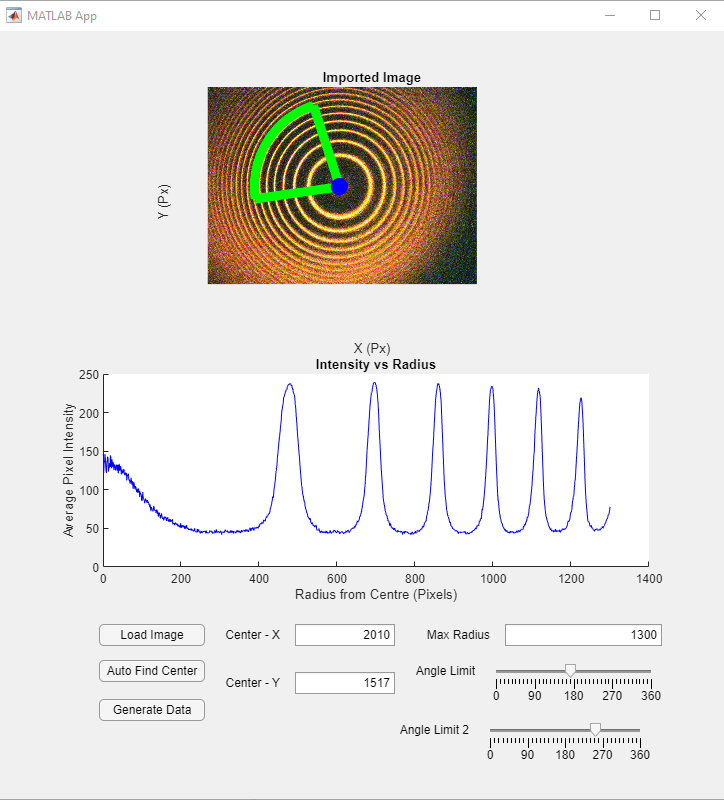 MATLAB App
Imported Image
Y (Px)
X (Px)
Intensity vs Radius
Average Pixel Intensity
250
200
150
100
50
0
0 200 400 600 800 1000 1200 1400
Radius from Centre (Pixels)
Load Image Center - X 2010 Max Radius 1300
Auto Find Center Center - Y 1517 Angle Limit
0 90 180 270 360
Generate Data
Angle Limit 2
0 90 180 270 360